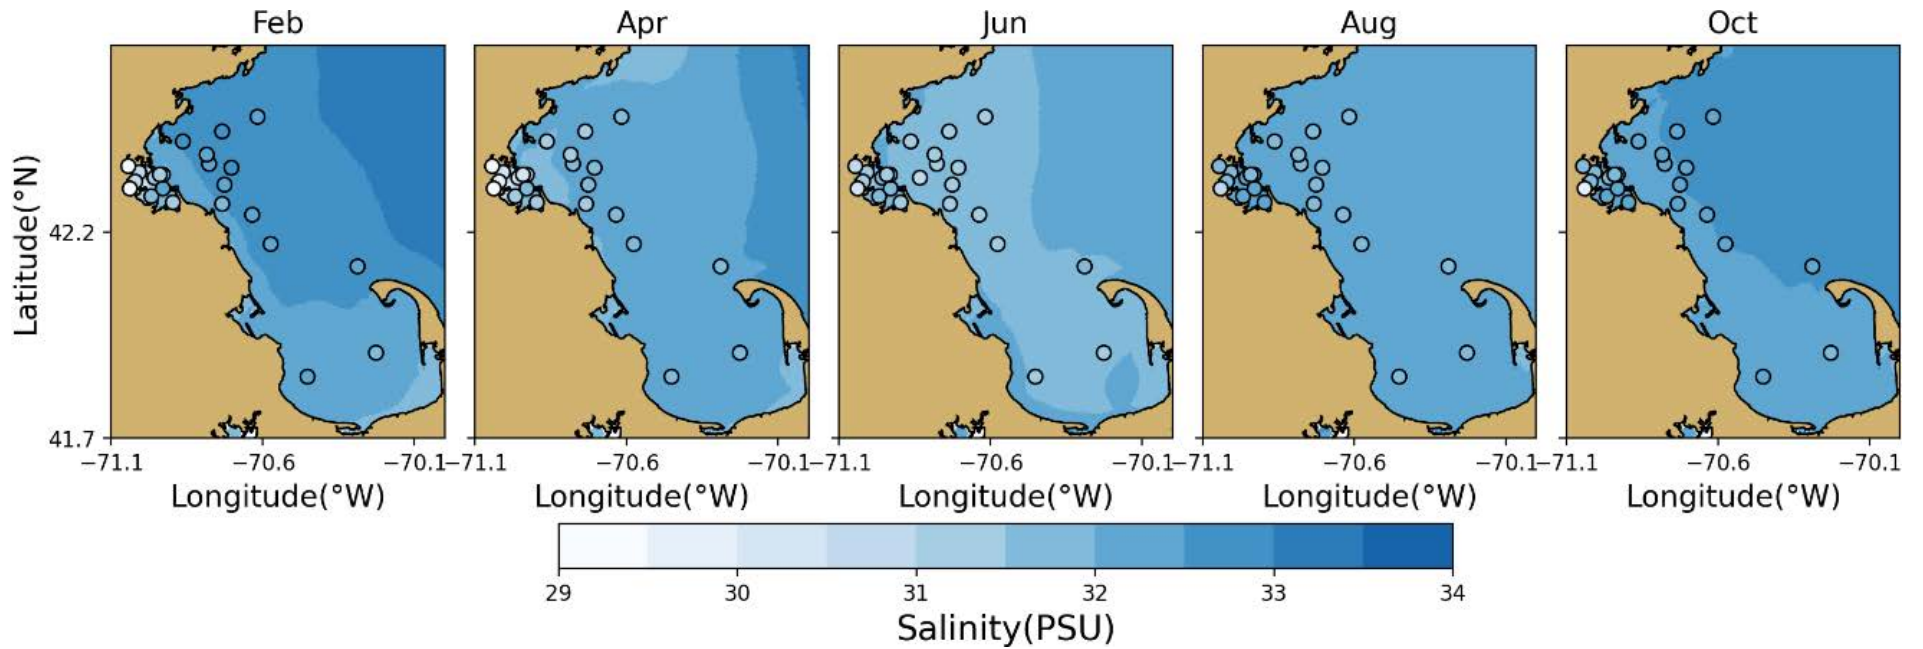 Feb Apr Jun Aug Oct
Latitude(°N)
42.2
41.7
−71.1 −70.6 −70.1 −71.1 −70.6 −70.1 −71.1 −70.6 −70.1 −71.1 −70.6 −70.1 −71.1 −70.6 −70.1
Longitude(°W) Longitude(°W) Longitude(°W) Longitude(°W) Longitude(°W)
29 30 31 32 33 34
Salinity(PSU)